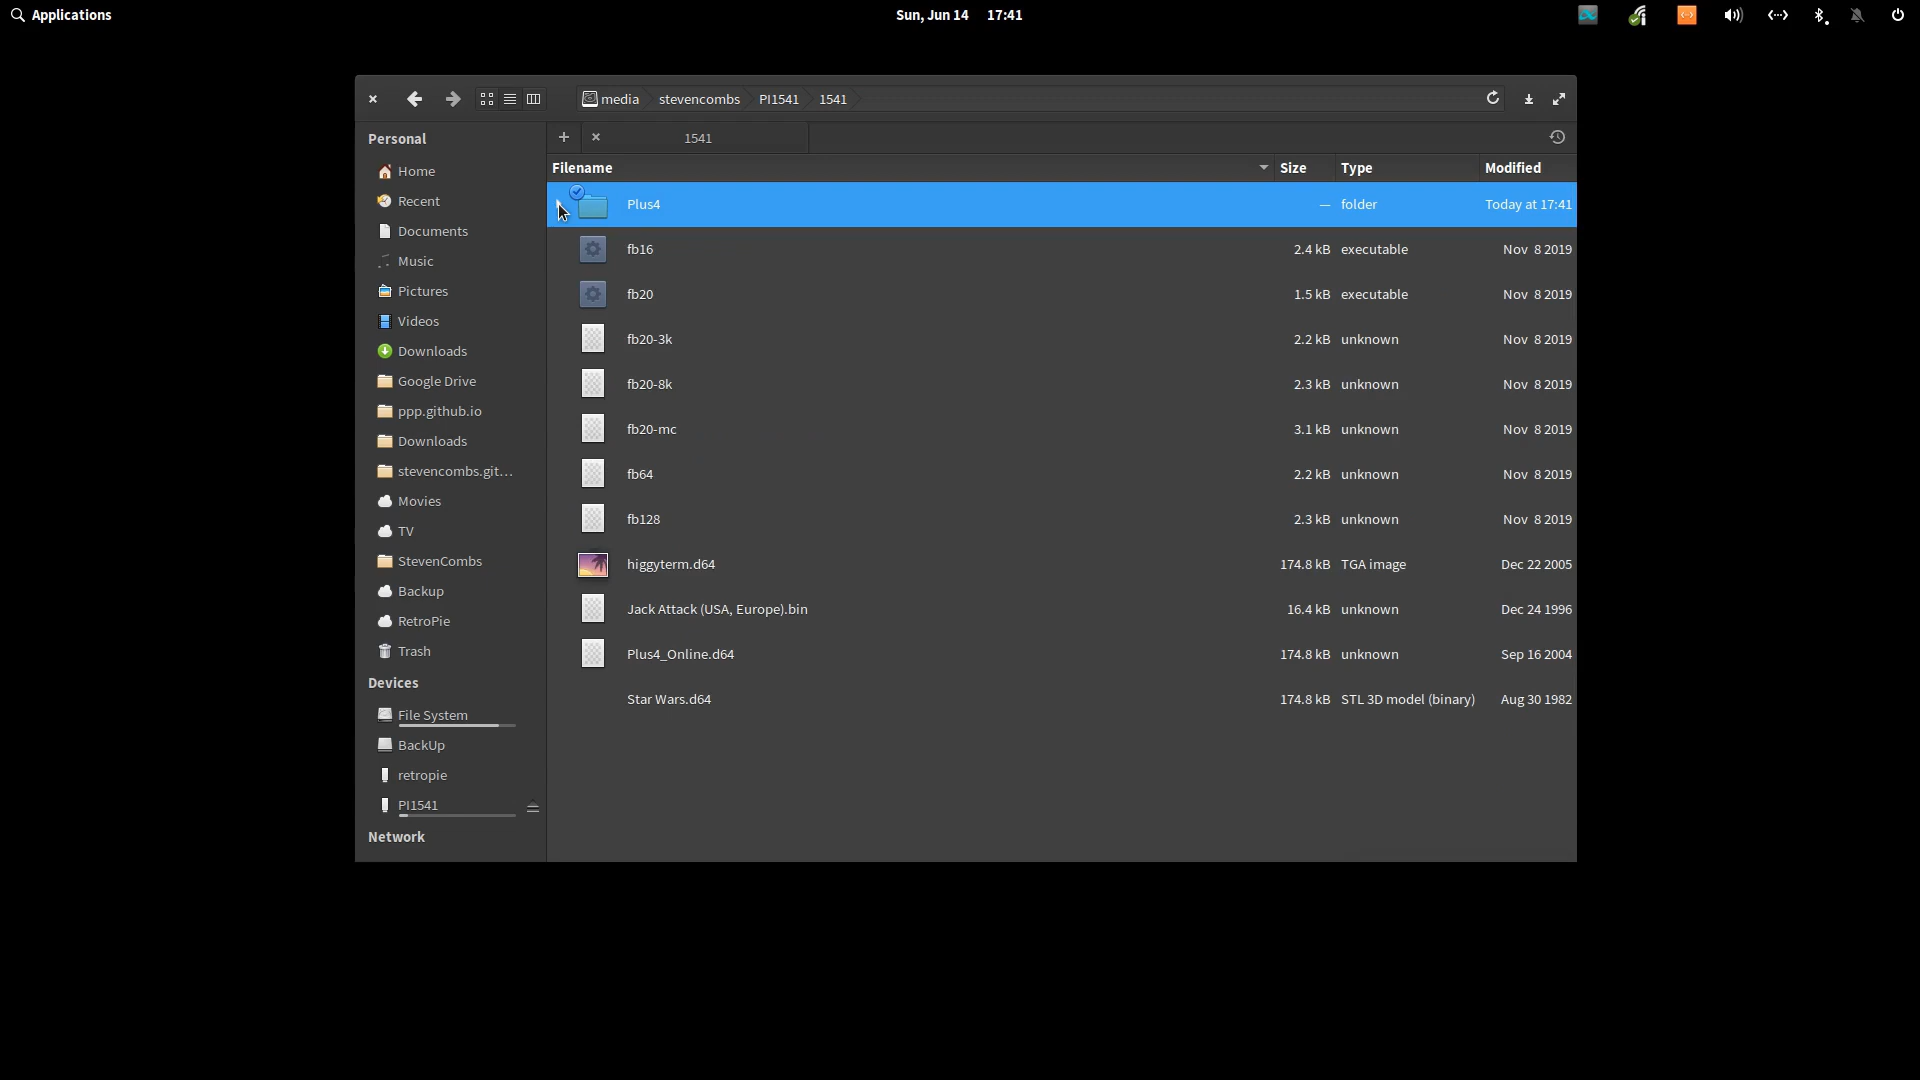 Applications
Sun, Jun 14 17:41
media stevencombs PI1541 1541
1541
Personal
Home
Recent
Documents
Music
Pictures
Videos
Downloads
Google Drive
ppp.github.io
Downloads
stevencombs.git...
Movies
TV
StevenCombs
Backup
RetroPie
Trash
Devices
File System
BackUp
retropie
PI1541
Network
Filename Size Type Modified
Plus4 — folder Today at 17:41
fb16 2.4 kB executable Nov 8 2019
fb20 1.5 kB executable Nov 8 2019
fb20-3k 2.2 kB unknown Nov 8 2019
fb20-8k 2.3 kB unknown Nov 8 2019
fb20-mc 3.1 kB unknown Nov 8 2019
fb64 2.2 kB unknown Nov 8 2019
fb128 2.3 kB unknown Nov 8 2019
higgyterm.d64 174.8 kB TGA image Dec 22 2005
Jack Attack (USA, Europe).bin 16.4 kB unknown Dec 24 1996
Plus4_Online.d64 174.8 kB unknown Sep 16 2004
Star Wars.d64 174.8 kB STL 3D model (binary) Aug 30 1982